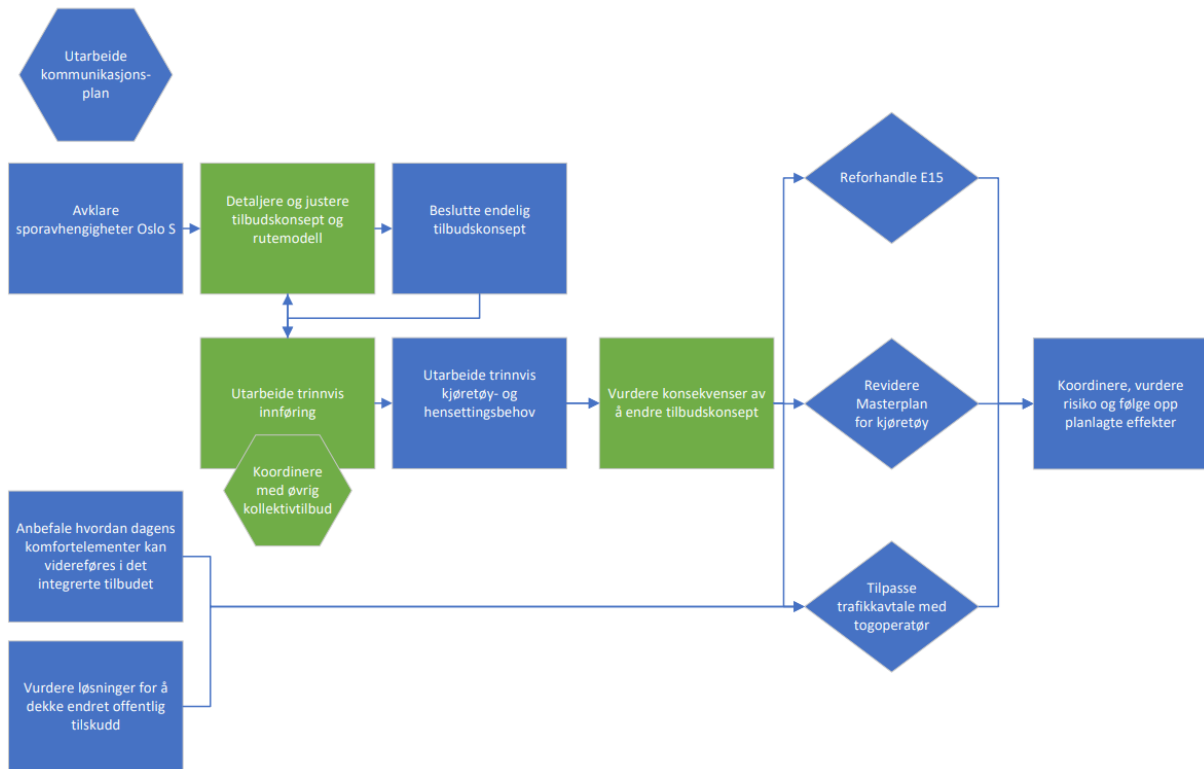 Utarbeide
kommunikasjons-
plan
Avklare
sporavhengigheter Oslo S
Detaljere og justere
tilbudskonsept og
rutemodell
Beslutte endelig
tilbudskonsept
Reforhandle E15
Utarbeide trinnvis
innføring
Koordinere
med øvrig
kollektivtilbud
Utarbeide trinnvis
kjøretøy- og
hensettingsbehov
Vurdere konsekvenser av
å endre tilbudskonsept
Revidere
Masterplan
for kjøretøy
Koordinere, vurdere
risiko og følge opp
planlagte effekter
Anbefale hvordan dagens
komfortelementer kan
videreføres i det
integrerte tilbudet
Tilpasse
trafikkavtale med
togoperatør
Vurdere løsninger for å
dekke endret offentlig
tilskudd